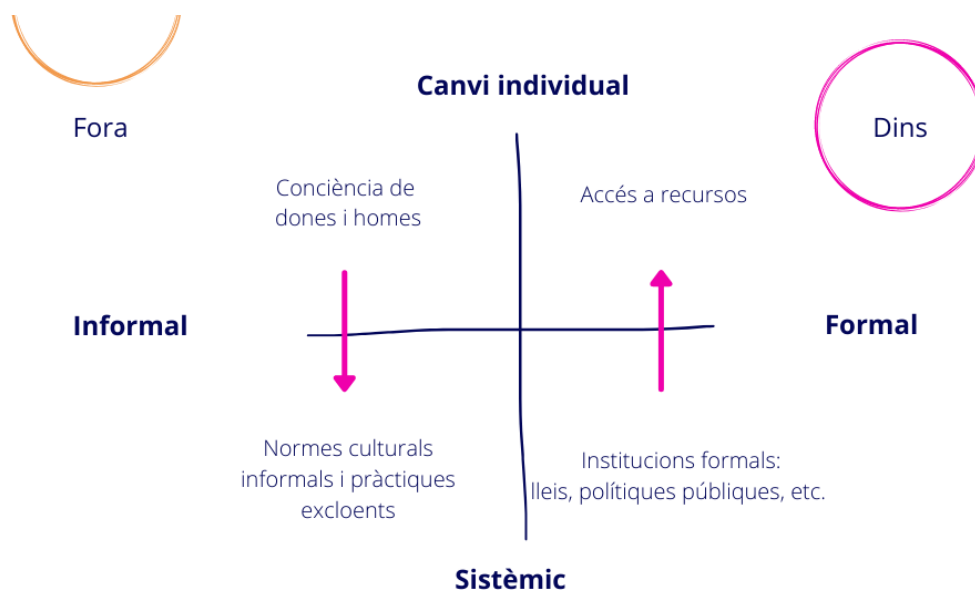 Canvi individual
Fora
Dins
Conciència de
dones i homes
Accés a recursos
Informal
Formal
Normes culturals
informals i pràctiques
excloents
Institucions formals:
lleis, polítiques públiques, etc.
Sistèmic